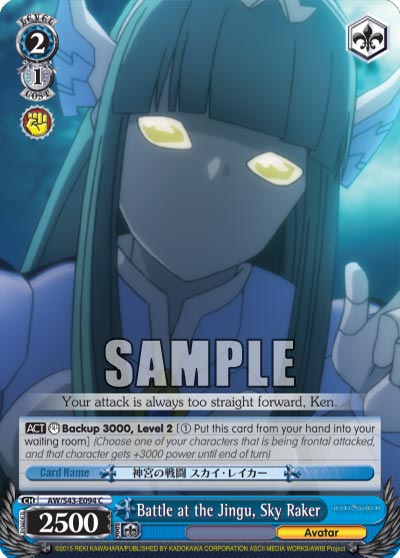 LEVEL
2
1
COST
SAMPLE
Your attack is always too straight forward, Ken.
ACT Backup 3000, Level 2 [① Put this card from your hand into your
waiting room] (Choose one of your characters that is being frontal attacked,
and that character gets +3000 power until end of turn)
Card Name 神宮の戦闘 スカイ・レイカー
CH AW/S43-E094 C
2500
Battle at the Jingu, Sky Raker
Avatar
©2015 REKI KAWAHARA/PUBLISHED BY KADOKAWA CORPORATION ASCII MEDIA WORKS/AWIB Project